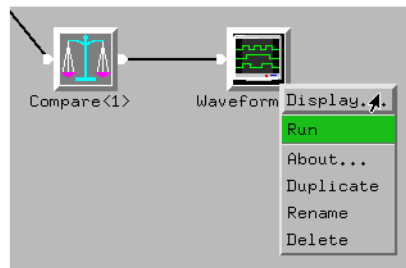 Compare<1>
Waveform
Display...
Run
About...
Duplicate
Rename
Delete